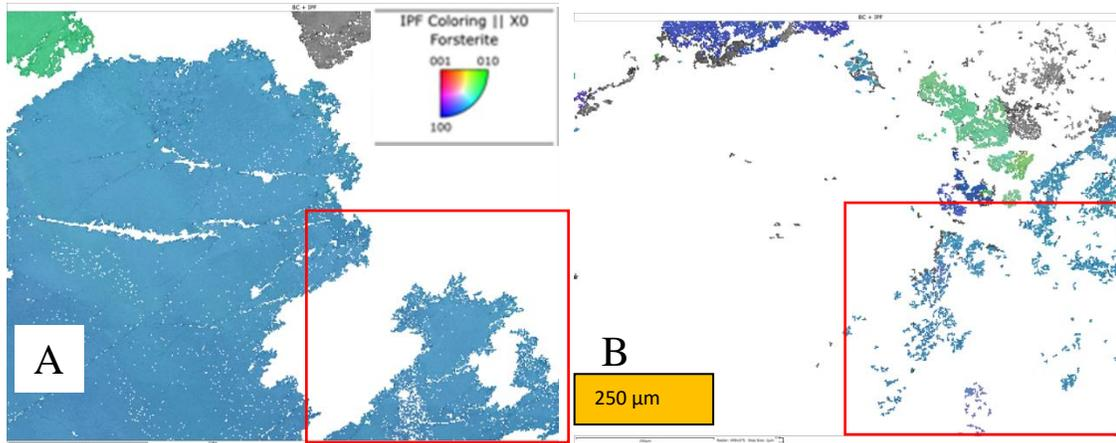 BC + IPF
IPF Coloring || X0
Forsterite
001 010
100
A
BC + IPF
B
250 µm